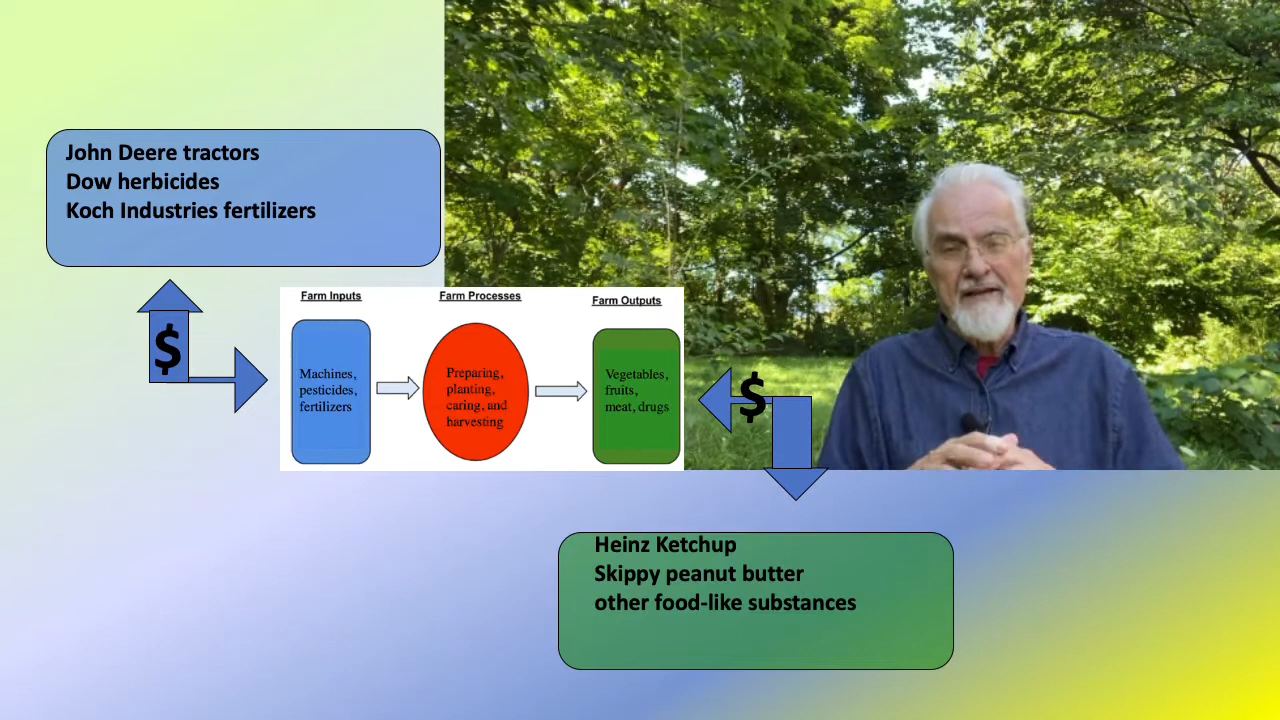 John Deere tractors
Dow herbicides
Koch Industries fertilizers
$
Farm Inputs
Farm Processes
Farm Outputs
Machines,
pesticides,
fertilizers
Preparing,
planting,
caring, and
harvesting
Vegetables,
fruits,
meat, drugs
$
Heinz Ketchup
Skippy peanut butter
other food-like substances